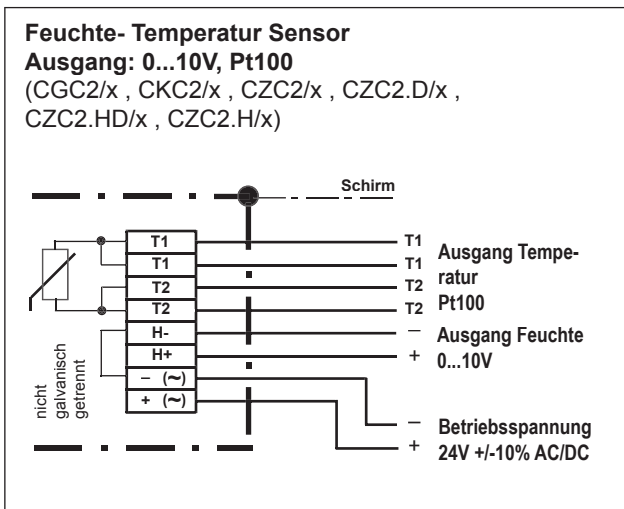 Feuchte- Temperatur Sensor
Ausgang: 0...10V, Pt100
(CGC2/x , CKC2/x , CZC2/x , CZC2.D/x ,
CZC2.HD/x , CZC2.H/x)
Schirm
T1
T1
T2
T2
H-
H+
– (~)
+ (~)
nicht
galvanisch
getrennt
T1
T1
T2
T2
Ausgang Tempe-
ratur
Pt100
– Ausgang Feuchte
+ 0...10V
– Betriebsspannung
+ 24V +/-10% AC/DC